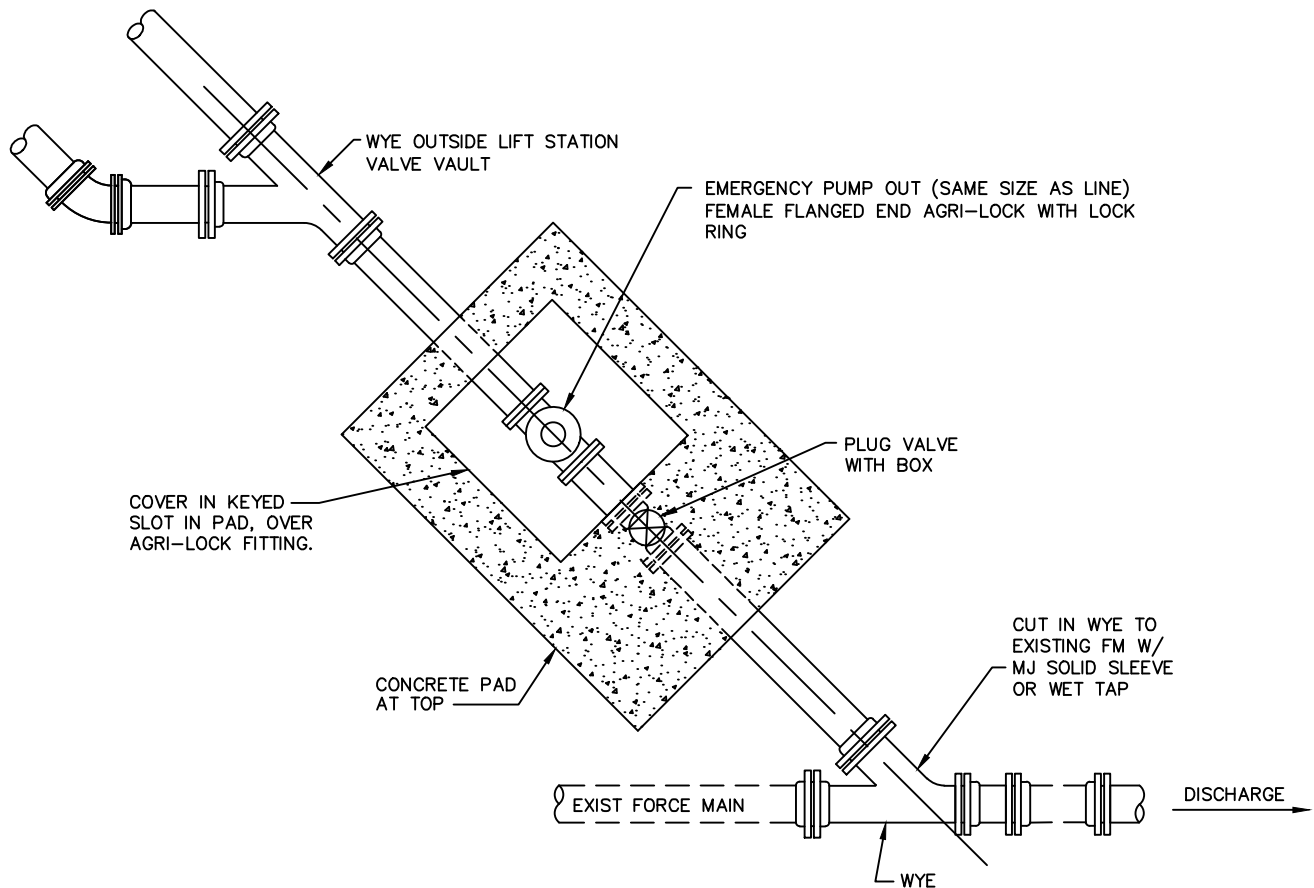 WYE OUTSIDE LIFT STATION
VALVE VAULT
EMERGENCY PUMP OUT (SAME SIZE AS LINE)
FEMALE FLANGED END AGRI-LOCK WITH LOCK
RING
PLUG VALVE
WITH BOX
COVER IN KEYED
SLOT IN PAD, OVER
AGRI-LOCK FITTING.
CUT IN WYE TO
EXISTING FM W/
MJ SOLID SLEEVE
OR WET TAP
CONCRETE PAD
AT TOP
EXIST FORCE MAIN
DISCHARGE
WYE